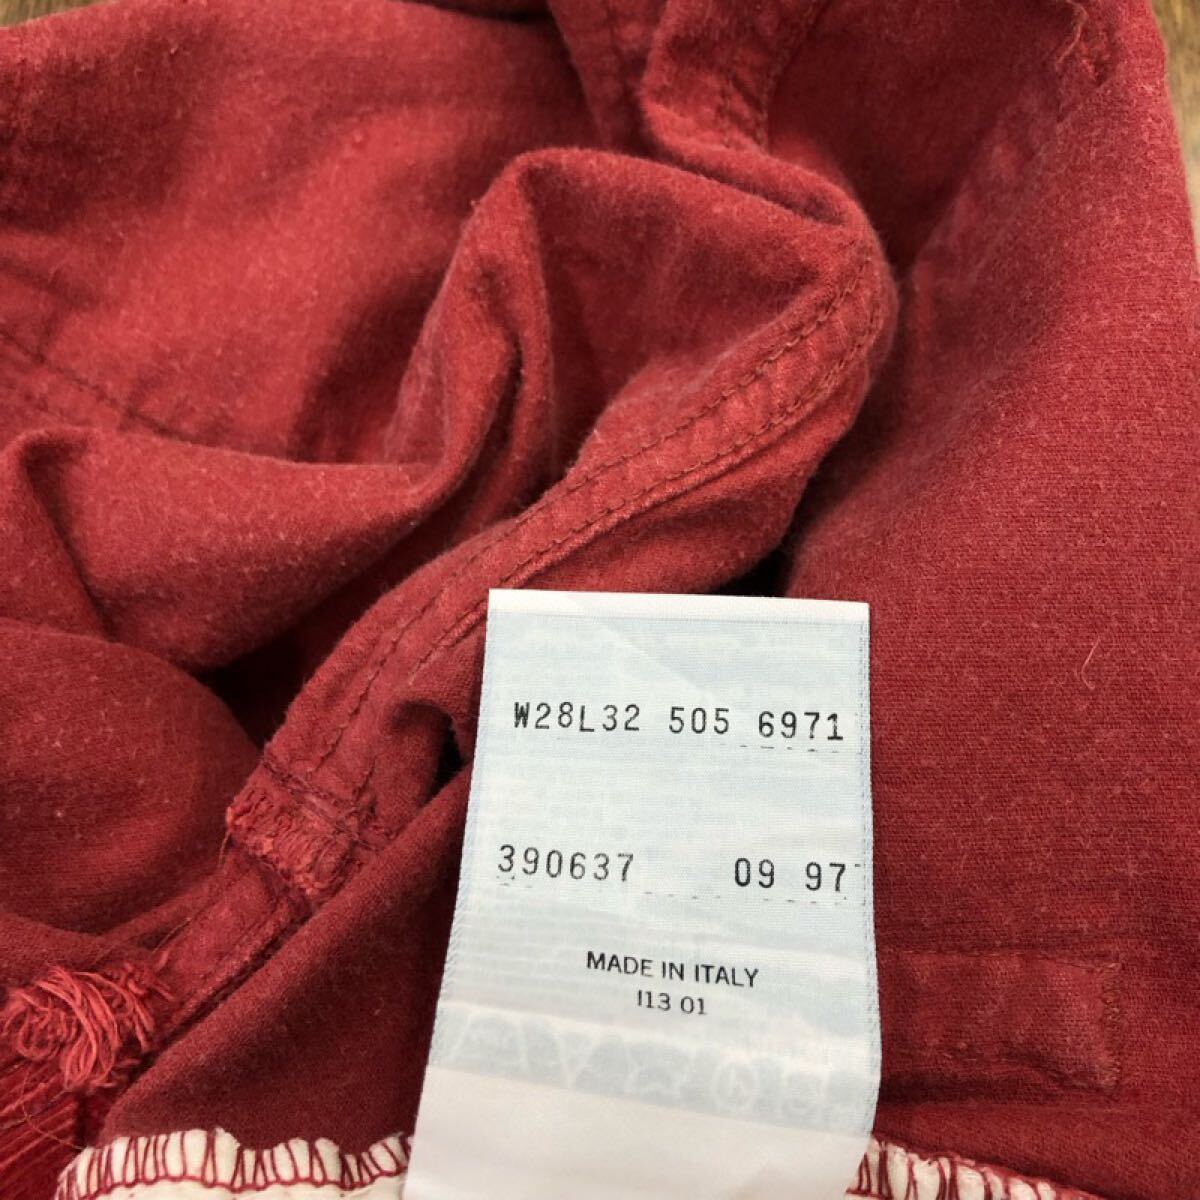 W28L32 505 6971
390637 09 97
MADE IN ITALY
I13 01